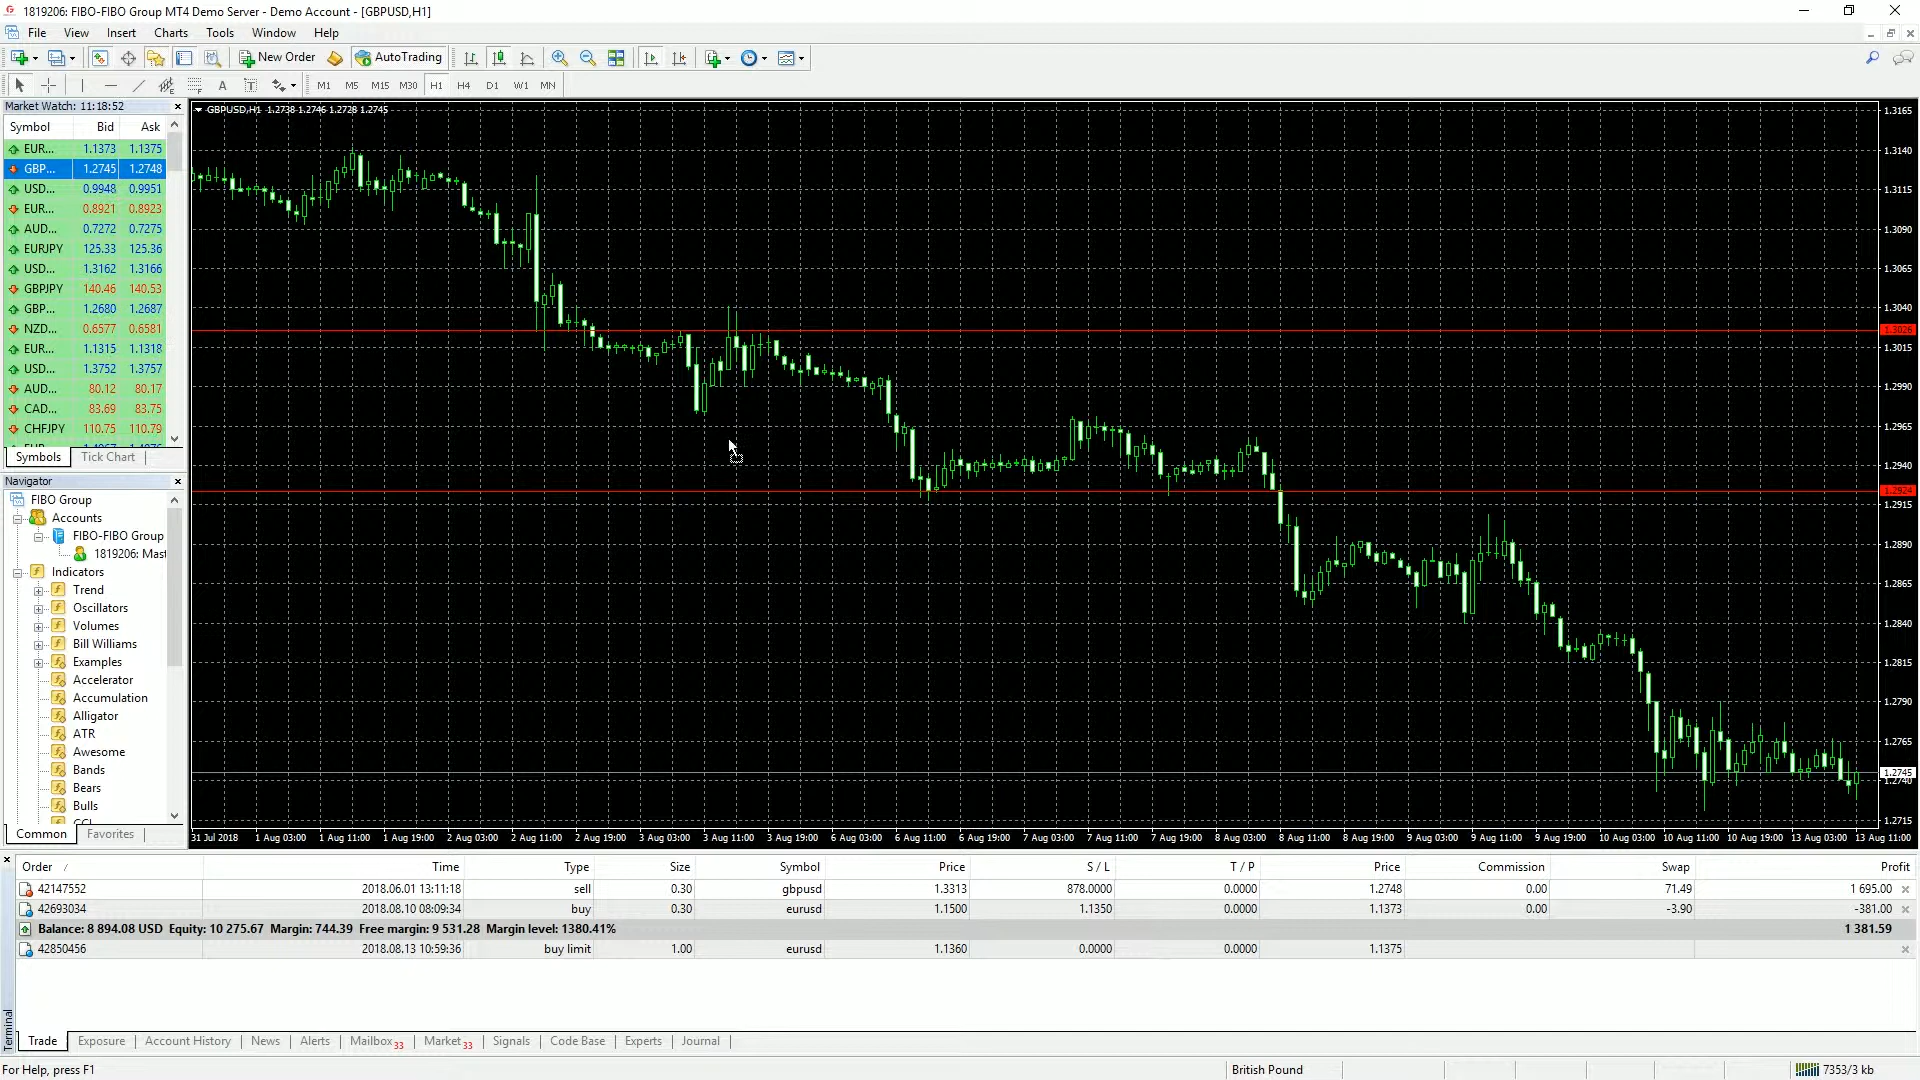 1819206: FIBO-FIBO Group MT4 Demo Server - Demo Account - [GBPUSD,H1]
File View Insert Charts Tools Window Help
New Order AutoTrading
A T M1 M5 M15 M30 H1 H4 D1 W1 MN
Market Watch: 11:18:52
Symbol Bid Ask
EUR... 1.1373 1.1375
GBP... 1.2745 1.2748
USD... 0.9948 0.9951
EUR... 0.8921 0.8923
AUD... 0.7272 0.7275
EURJPY 125.33 125.36
USD... 1.3162 1.3166
GBPJPY 140.46 140.53
GBP... 1.2680 1.2687
NZD... 0.6577 0.6581
EUR... 1.1315 1.1318
USD... 1.3752 1.3757
AUD... 80.12 80.17
CAD... 83.69 83.75
CHFJPY 110.75 110.79
Symbols Tick Chart
Navigator
FIBO Group
Accounts
FIBO-FIBO Group
1819206: Mast
Indicators
Trend
Oscillators
Volumes
Bill Williams
Examples
Accelerator
Accumulation
Alligator
ATR
Awesome
Bands
Bears
Bulls
Common Favorites
GBPUSD,H1 1.2738 1.2746 1.2728 1.2745
1.3165
1.3140
1.3115
1.3090
1.3065
1.3040
1.3026
1.3015
1.2990
1.2965
1.2940
1.2924
1.2915
1.2890
1.2865
1.2840
1.2815
1.2790
1.2765
1.2745
1.2740
1.2715
31 Jul 2018 1 Aug 03:00 1 Aug 11:00 1 Aug 19:00 2 Aug 03:00 2 Aug 11:00 2 Aug 19:00 3 Aug 03:00 3 Aug 11:00 3 Aug 19:00 6 Aug 03:00 6 Aug 11:00 6 Aug 19:00 7 Aug 03:00 7 Aug 11:00 7 Aug 19:00 8 Aug 03:00 8 Aug 11:00 8 Aug 19:00 9 Aug 03:00 9 Aug 11:00 9 Aug 19:00 10 Aug 03:00 10 Aug 11:00 10 Aug 19:00 13 Aug 03:00 13 Aug 11:00
Order / Time Type Size Symbol Price S / L T / P Price Commission Swap Profit
42147552 2018.06.01 13:11:18 sell 0.30 gbpusd 1.3313 878.0000 0.0000 1.2748 0.00 71.49 1 695.00
42693034 2018.08.10 08:09:34 buy 0.30 eurusd 1.1500 1.1350 0.0000 1.1373 0.00 -3.90 -381.00
Balance: 8 894.08 USD Equity: 10 275.67 Margin: 744.39 Free margin: 9 531.28 Margin level: 1380.41% 1 381.59
42850456 2018.08.13 10:59:36 buy limit 1.00 eurusd 1.1360 0.0000 0.0000 1.1375
Terminal
Trade Exposure Account History News Alerts Mailbox 33 Market 33 Signals Code Base Experts Journal
For Help, press F1 British Pound 7353/3 kb